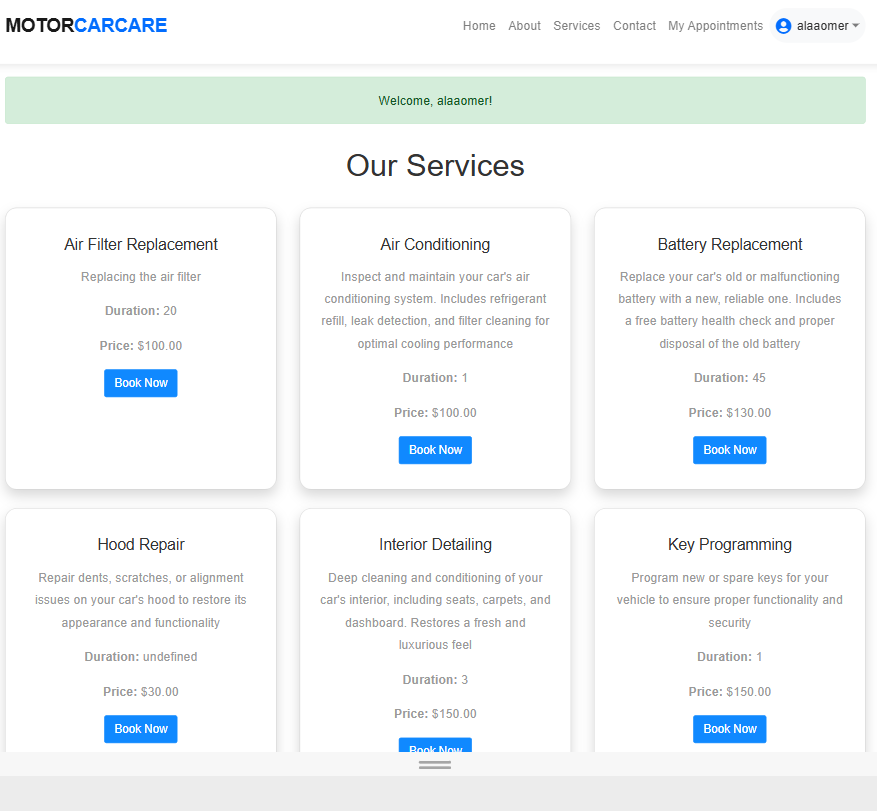 MOTORCARCARE
Home About Services Contact My Appointments alaaomer
Welcome, alaaomer!
Our Services
Air Filter Replacement
Replacing the air filter
Duration: 20
Price: $100.00
Book Now
Air Conditioning
Inspect and maintain your car's air
conditioning system. Includes refrigerant
refill, leak detection, and filter cleaning for
optimal cooling performance
Duration: 1
Price: $100.00
Book Now
Battery Replacement
Replace your car's old or malfunctioning
battery with a new, reliable one. Includes
a free battery health check and proper
disposal of the old battery
Duration: 45
Price: $130.00
Book Now
Hood Repair
Repair dents, scratches, or alignment
issues on your car's hood to restore its
appearance and functionality
Duration: undefined
Price: $30.00
Book Now
Interior Detailing
Deep cleaning and conditioning of your
car's interior, including seats, carpets, and
dashboard. Restores a fresh and
luxurious feel
Duration: 3
Price: $150.00
Book Now
Key Programming
Program new or spare keys for your
vehicle to ensure proper functionality and
security
Duration: 1
Price: $150.00
Book Now